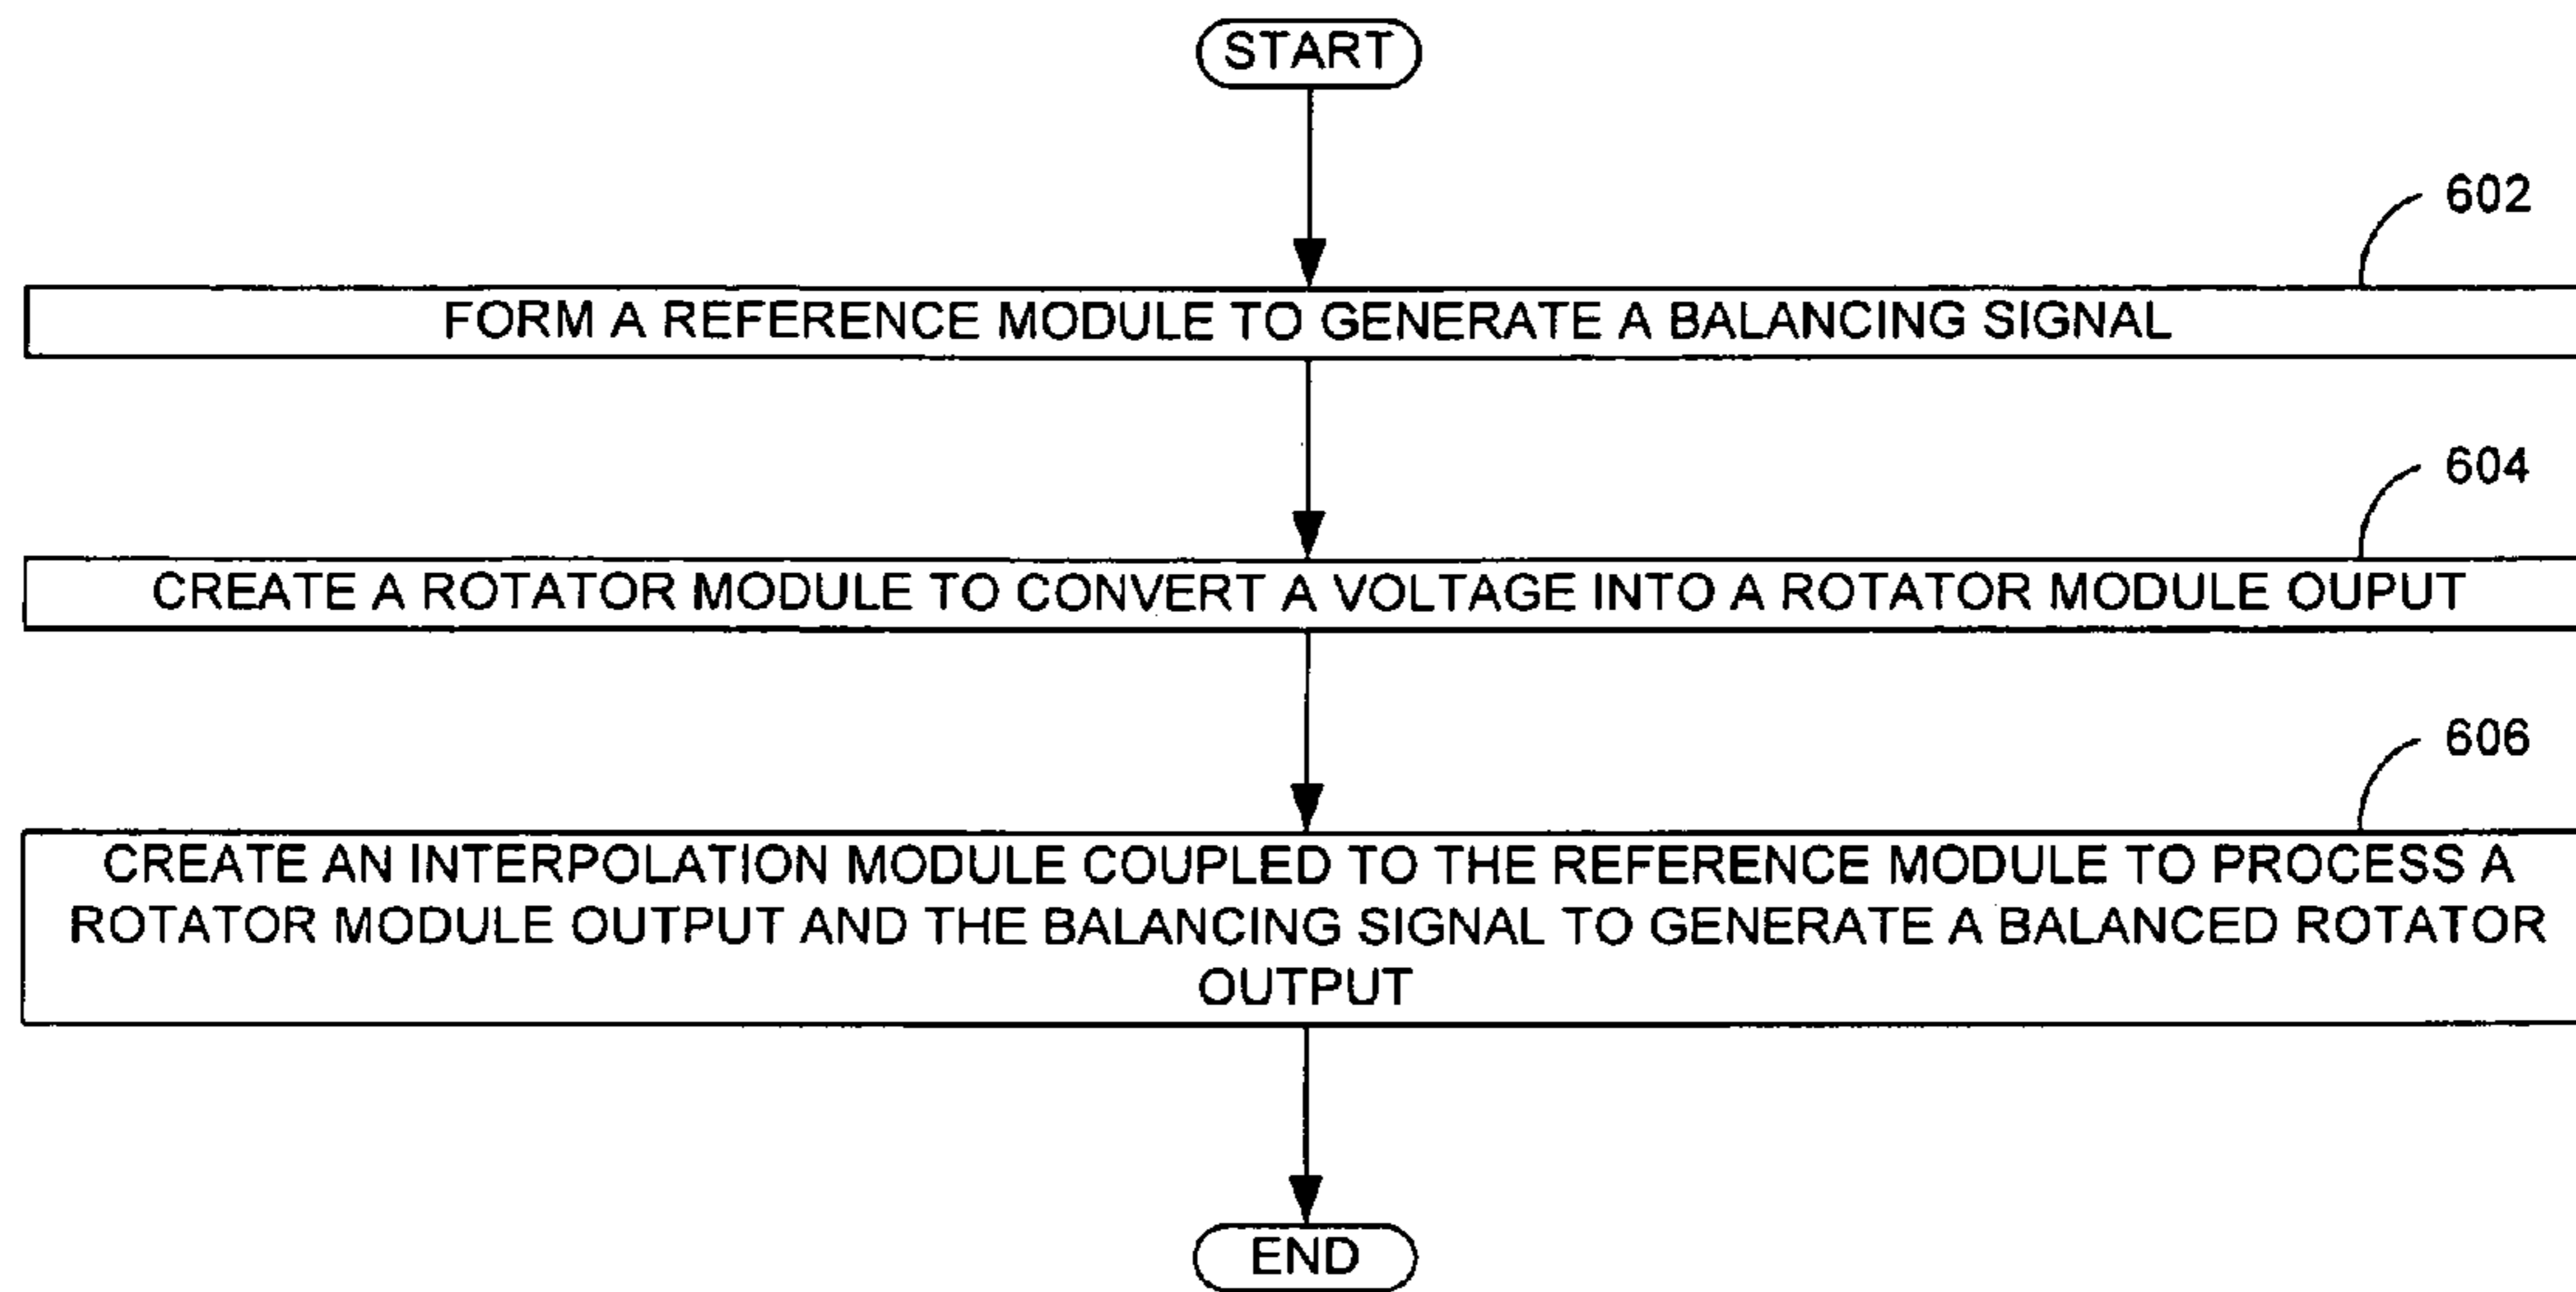 START
602
FORM A REFERENCE MODULE TO GENERATE A BALANCING SIGNAL
604
CREATE A ROTATOR MODULE TO CONVERT A VOLTAGE INTO A ROTATOR MODULE OUPUT
606
CREATE AN INTERPOLATION MODULE COUPLED TO THE REFERENCE MODULE TO PROCESS A
ROTATOR MODULE OUTPUT AND THE BALANCING SIGNAL TO GENERATE A BALANCED ROTATOR
OUTPUT
END